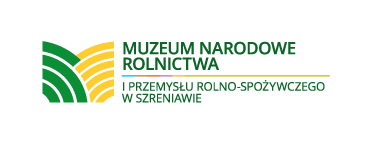 MUZEUM NARODOWE
ROLNICTWA
I PRZEMYSŁU ROLNO-SPOŻYWCZEGO
W SZRENIAWIE